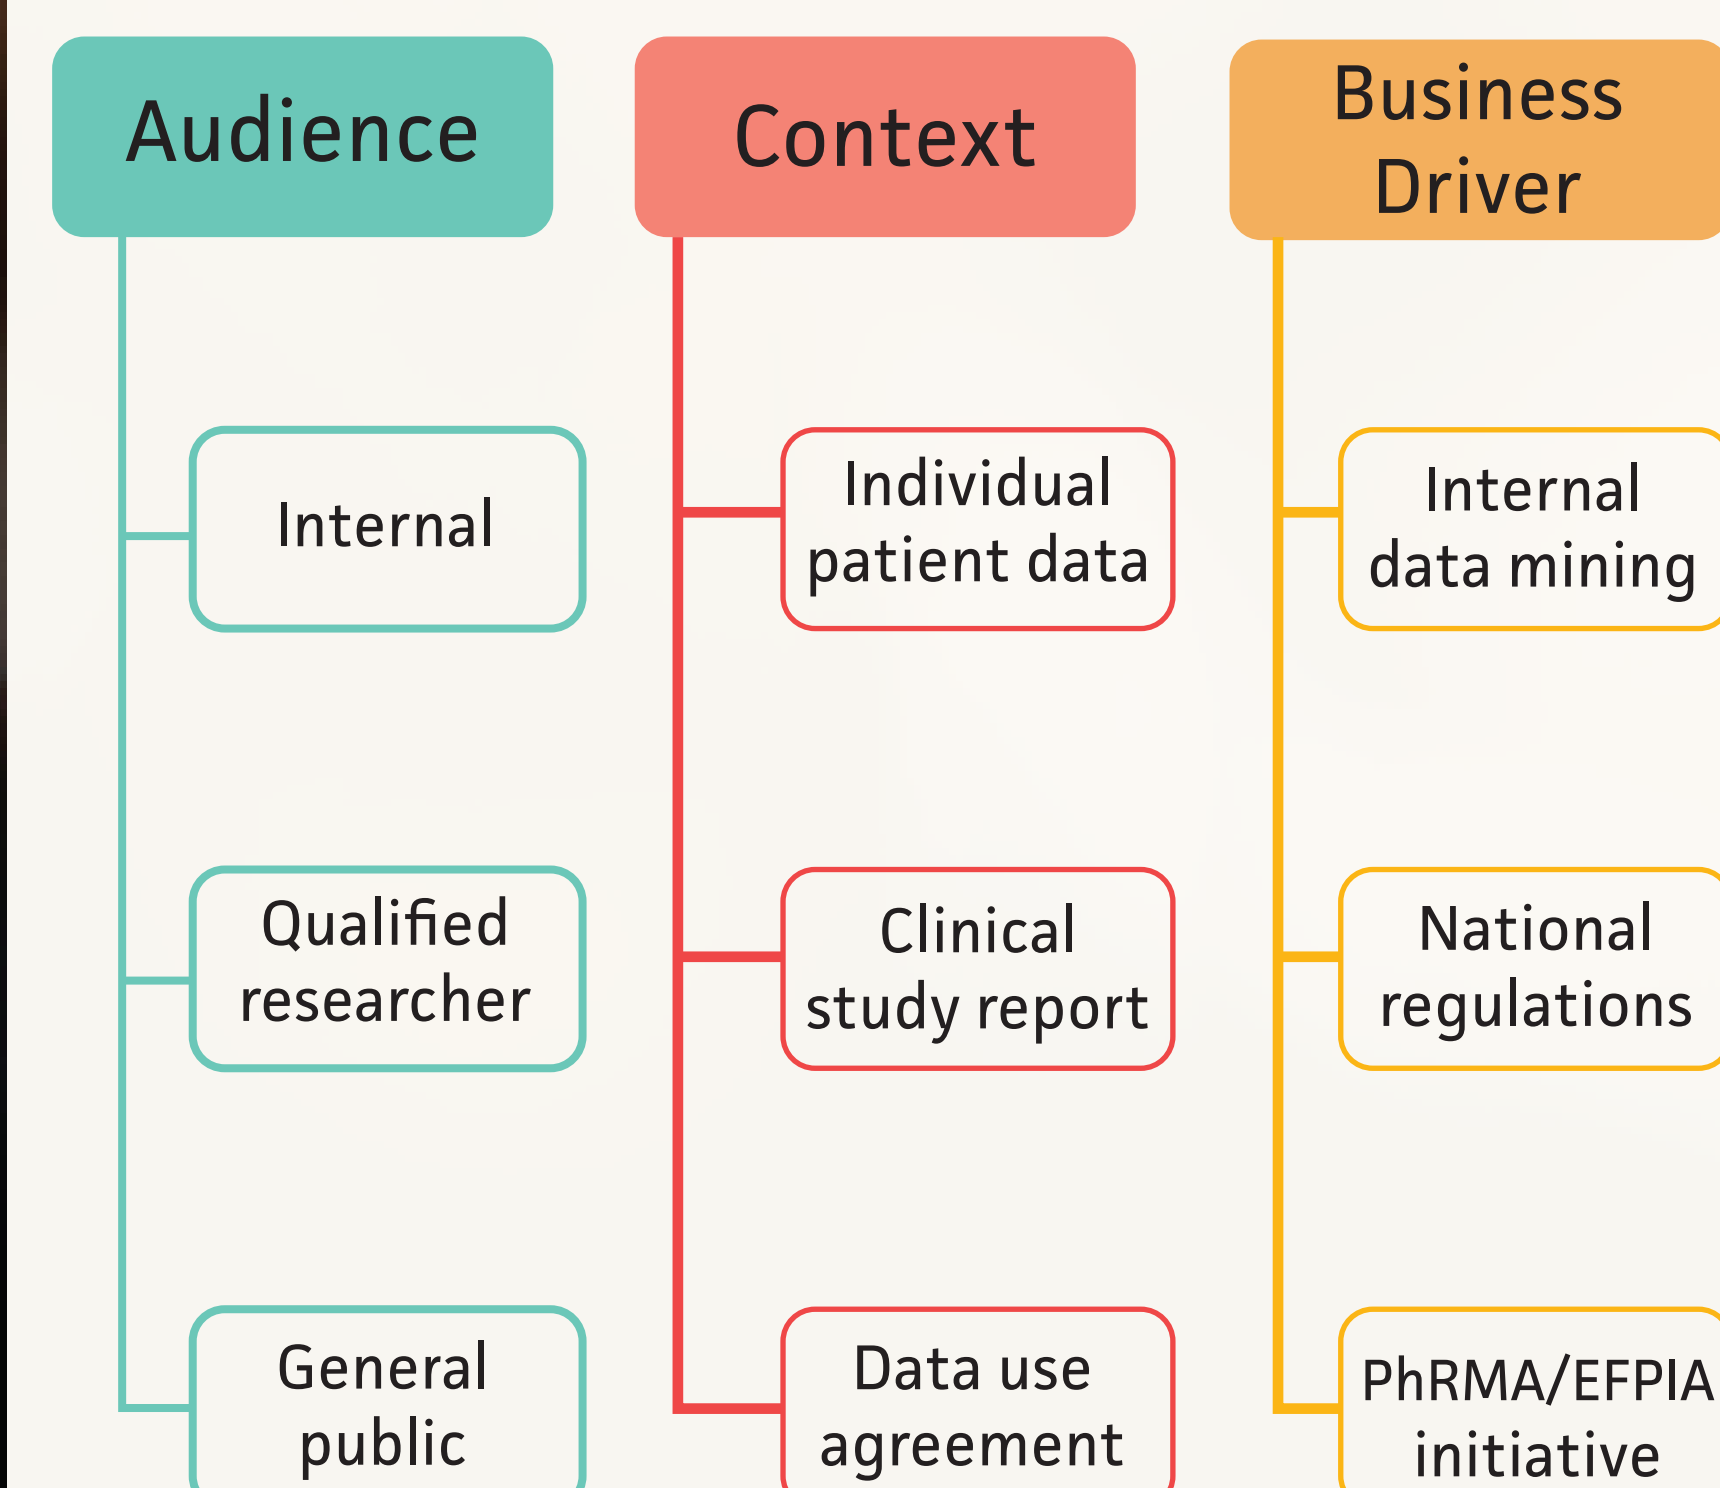 Audience
Internal
Qualified
researcher
General
public
Context
Individual
patient data
Clinical
study report
Data use
agreement
Business
Driver
Internal
data mining
National
regulations
PhRMA/EFPIA
initiative